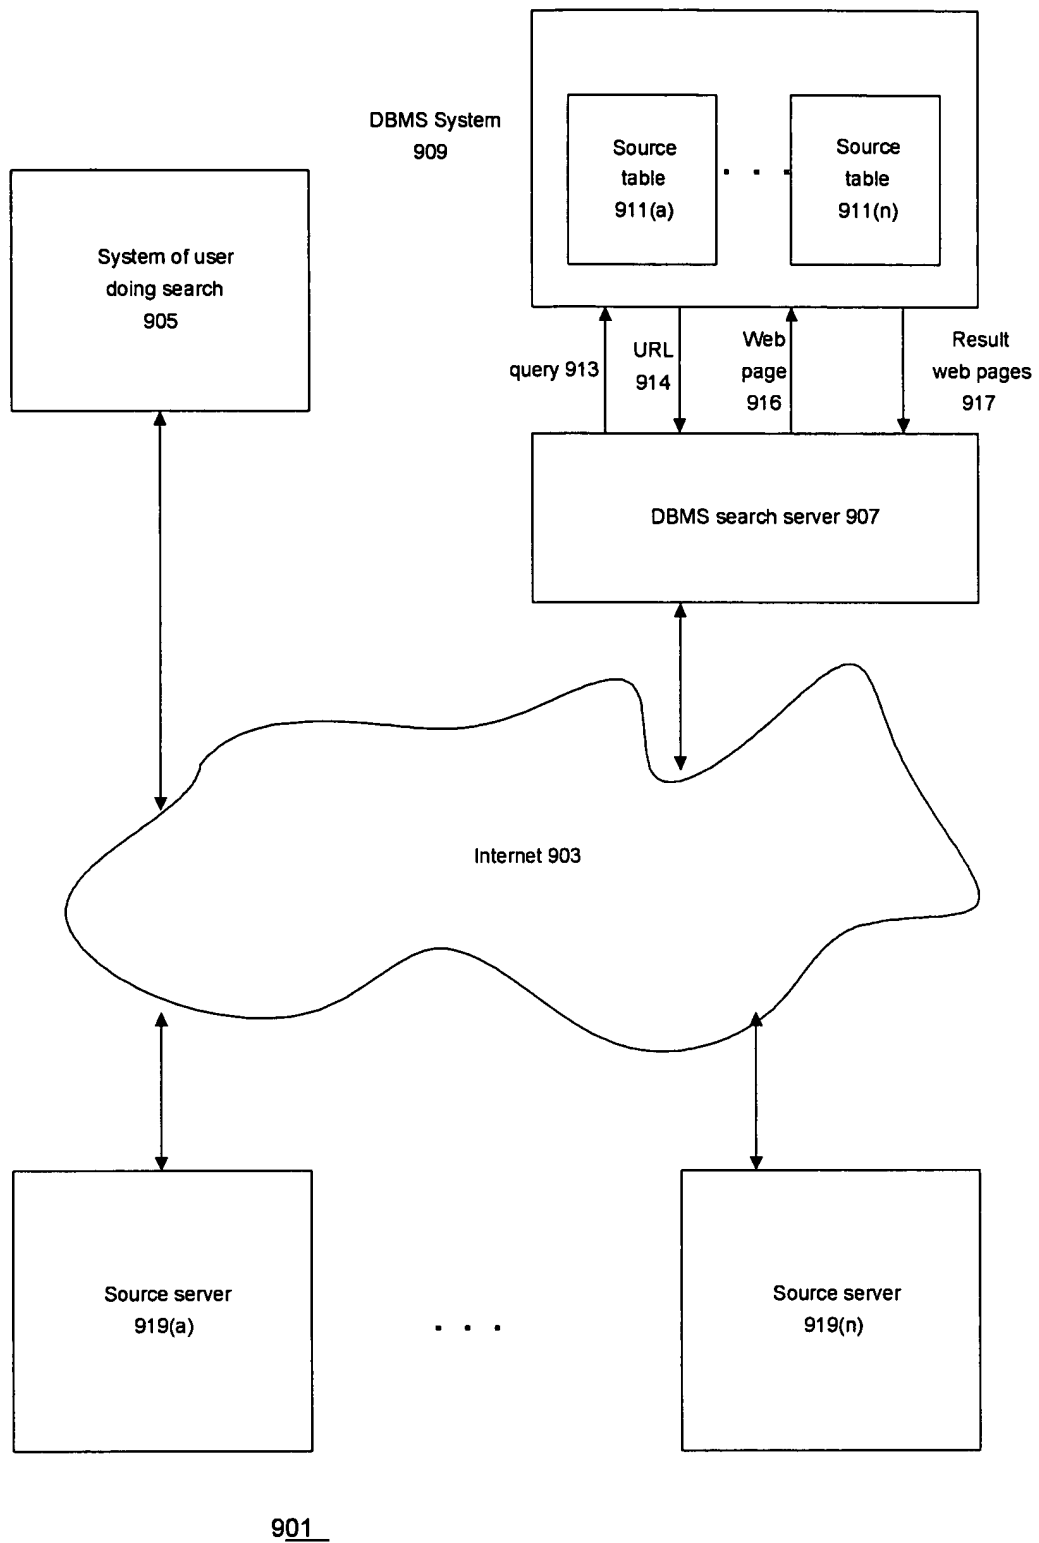 DBMS System
909
Source
table
911(a)
Source
table
911(n)
System of user
doing search
905
query 913
URL
914
Web
page
916
Result
web pages
917
DBMS search server 907
Internet 903
Source server
919(a)
. . .
Source server
919(n)
901